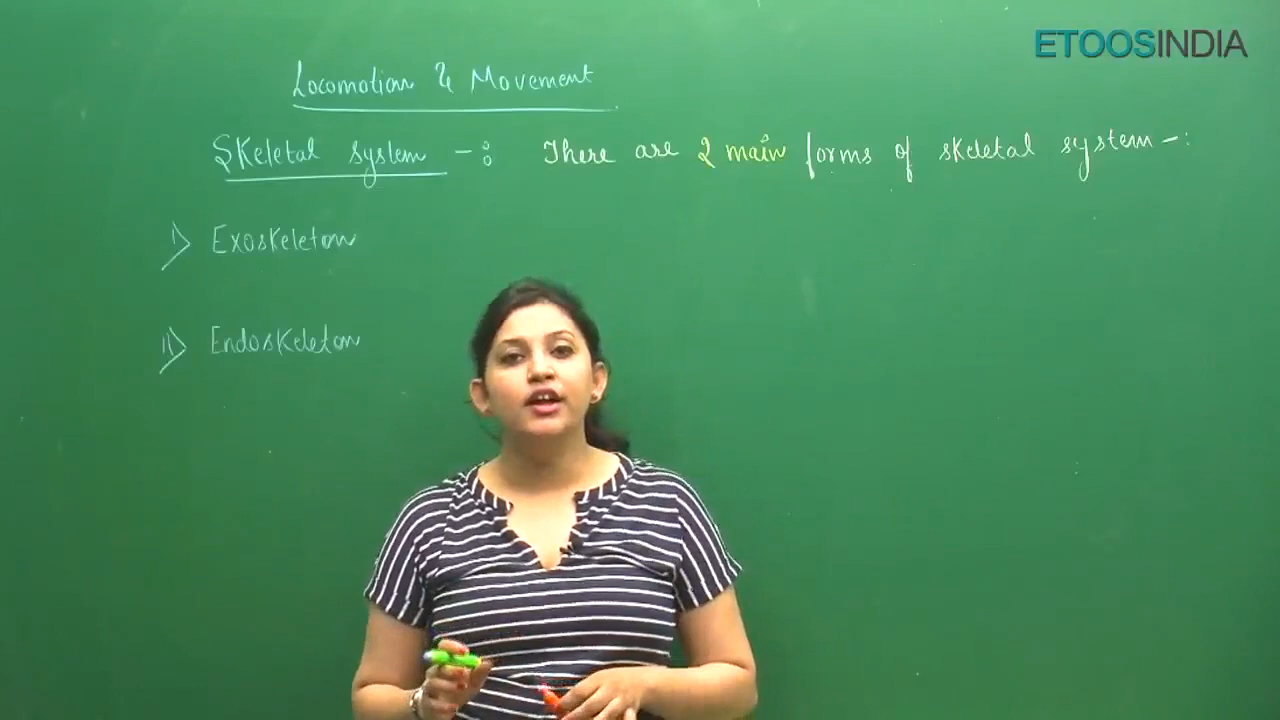 ETOOSINDIA
Locomotion & Movement
Skeletal system -: There are 2 main forms of skeletal system -:
I) Exoskeleton
II) Endoskeleton